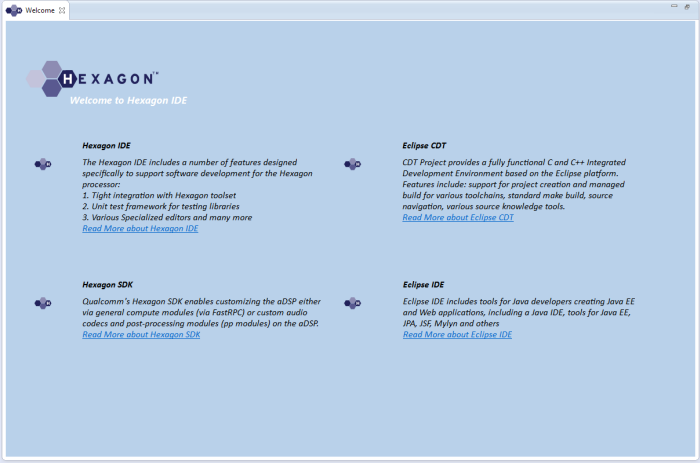 Welcome
HEXAGON™
Welcome to Hexagon IDE
Hexagon IDE
The Hexagon IDE includes a number of features designed
specifically to support software development for the Hexagon
processor:
1. Tight integration with Hexagon toolset
2. Unit test framework for testing libraries
3. Various Specialized editors and many more
Read More about Hexagon IDE
Eclipse CDT
CDT Project provides a fully functional C and C++ Integrated
Development Environment based on the Eclipse platform.
Features include: support for project creation and managed
build for various toolchains, standard make build, source
navigation, various source knowledge tools.
Read More about Eclipse CDT
Hexagon SDK
Qualcomm's Hexagon SDK enables customizing the aDSP either
via general compute modules (via FastRPC) or custom audio
codecs and post-processing modules (pp modules) on the aDSP.
Read More about Hexagon SDK
Eclipse IDE
Eclipse IDE includes tools for Java developers creating Java EE
and Web applications, including a Java IDE, tools for Java EE,
JPA, JSF, Mylyn and others
Read More about Eclipse IDE